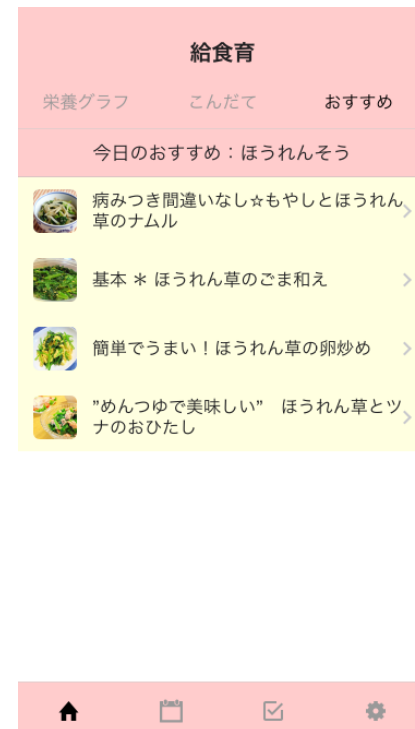 給食育
栄養グラフ こんだて おすすめ
今日のおすすめ：ほうれんそう
病みつき間違いなし☆もやしとほうれん
草のナムル
基本 ＊ ほうれん草のごま和え
簡単でうまい！ほうれん草の卵炒め
”めんつゆで美味しい”　ほうれん草とツ
ナのおひたし